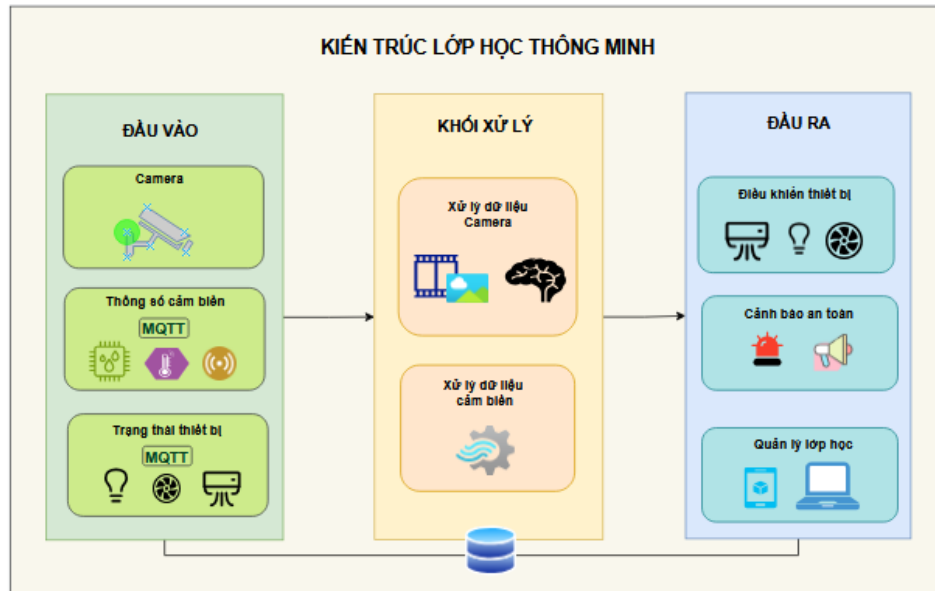 KIẾN TRÚC LỚP HỌC THÔNG MINH
ĐẦU VÀO
Camera
Thông số cảm biến
MQTT
Trạng thái thiết bị
MQTT
KHỐI XỬ LÝ
Xử lý dữ liệu
Camera
Xử lý dữ liệu
cảm biến
ĐẦU RA
Điều khiển thiết bị
Cảnh báo an toàn
Quản lý lớp học